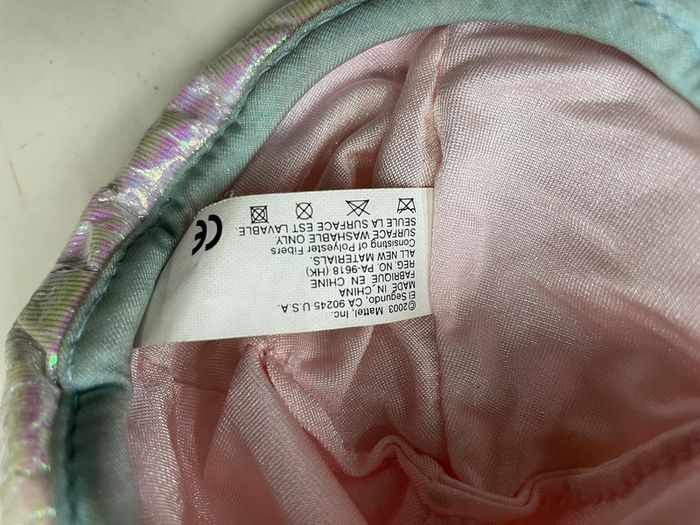 ©2003 Mattel, Inc.
El Segundo, CA 90245 U.S.A.
MADE IN CHINA
FABRIQUÉ EN CHINE
REG. NO. PA-9618 (HK)
ALL NEW MATERIALS.
Consisting of Polyester Fibers
SURFACE WASHABLE ONLY.
SEULE LA SURFACE EST LAVABLE.
CE